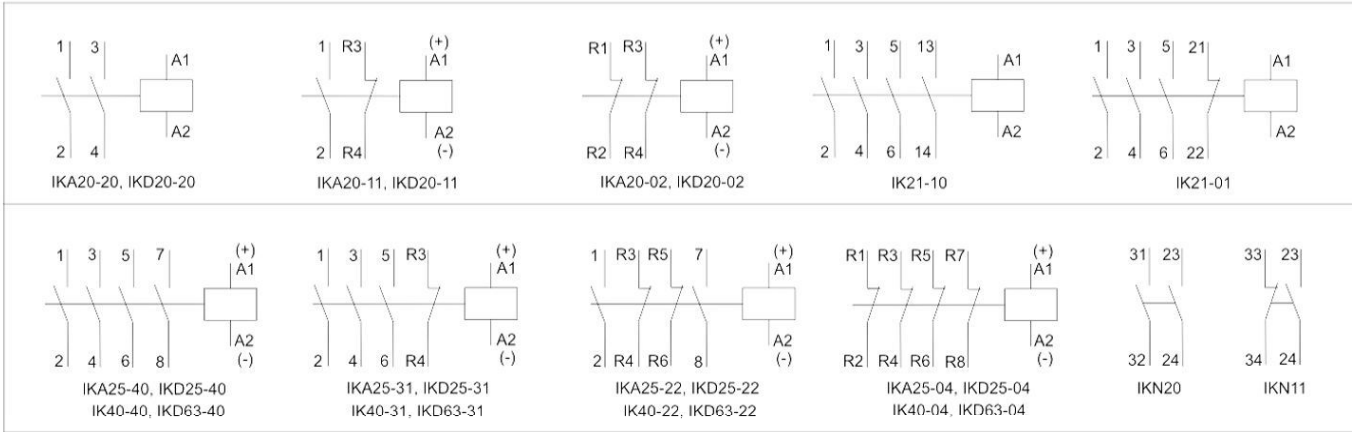 1 3 A1
A2
2 4
IKA20-20, IKD20-20
1 R3 (+)
A1
A2
2 R4 (-)
IKA20-11, IKD20-11
R1 R3 (+)
A1
A2
R2 R4 (-)
IKA20-02, IKD20-02
1 3 5 13
A1
A2
2 4 6 14
IK21-10
1 3 5 21
A1
A2
2 4 6 22
IK21-01
1 3 5 7 (+)
A1
A2
2 4 6 8 (-)
IKA25-40, IKD25-40
IK40-40, IKD63-40
1 3 5 R3 (+)
A1
A2
2 4 6 R4 (-)
IKA25-31, IKD25-31
IK40-31, IKD63-31
1 R3 R5 7 (+)
A1
A2
2 R4 R6 8 (-)
IKA25-22, IKD25-22
IK40-22, IKD63-22
R1 R3 R5 R7 (+)
A1
A2
R2 R4 R6 R8 (-)
IKA25-04, IKD25-04
IK40-04, IKD63-04
31 23
32 24
IKN20
33 23
34 24
IKN11